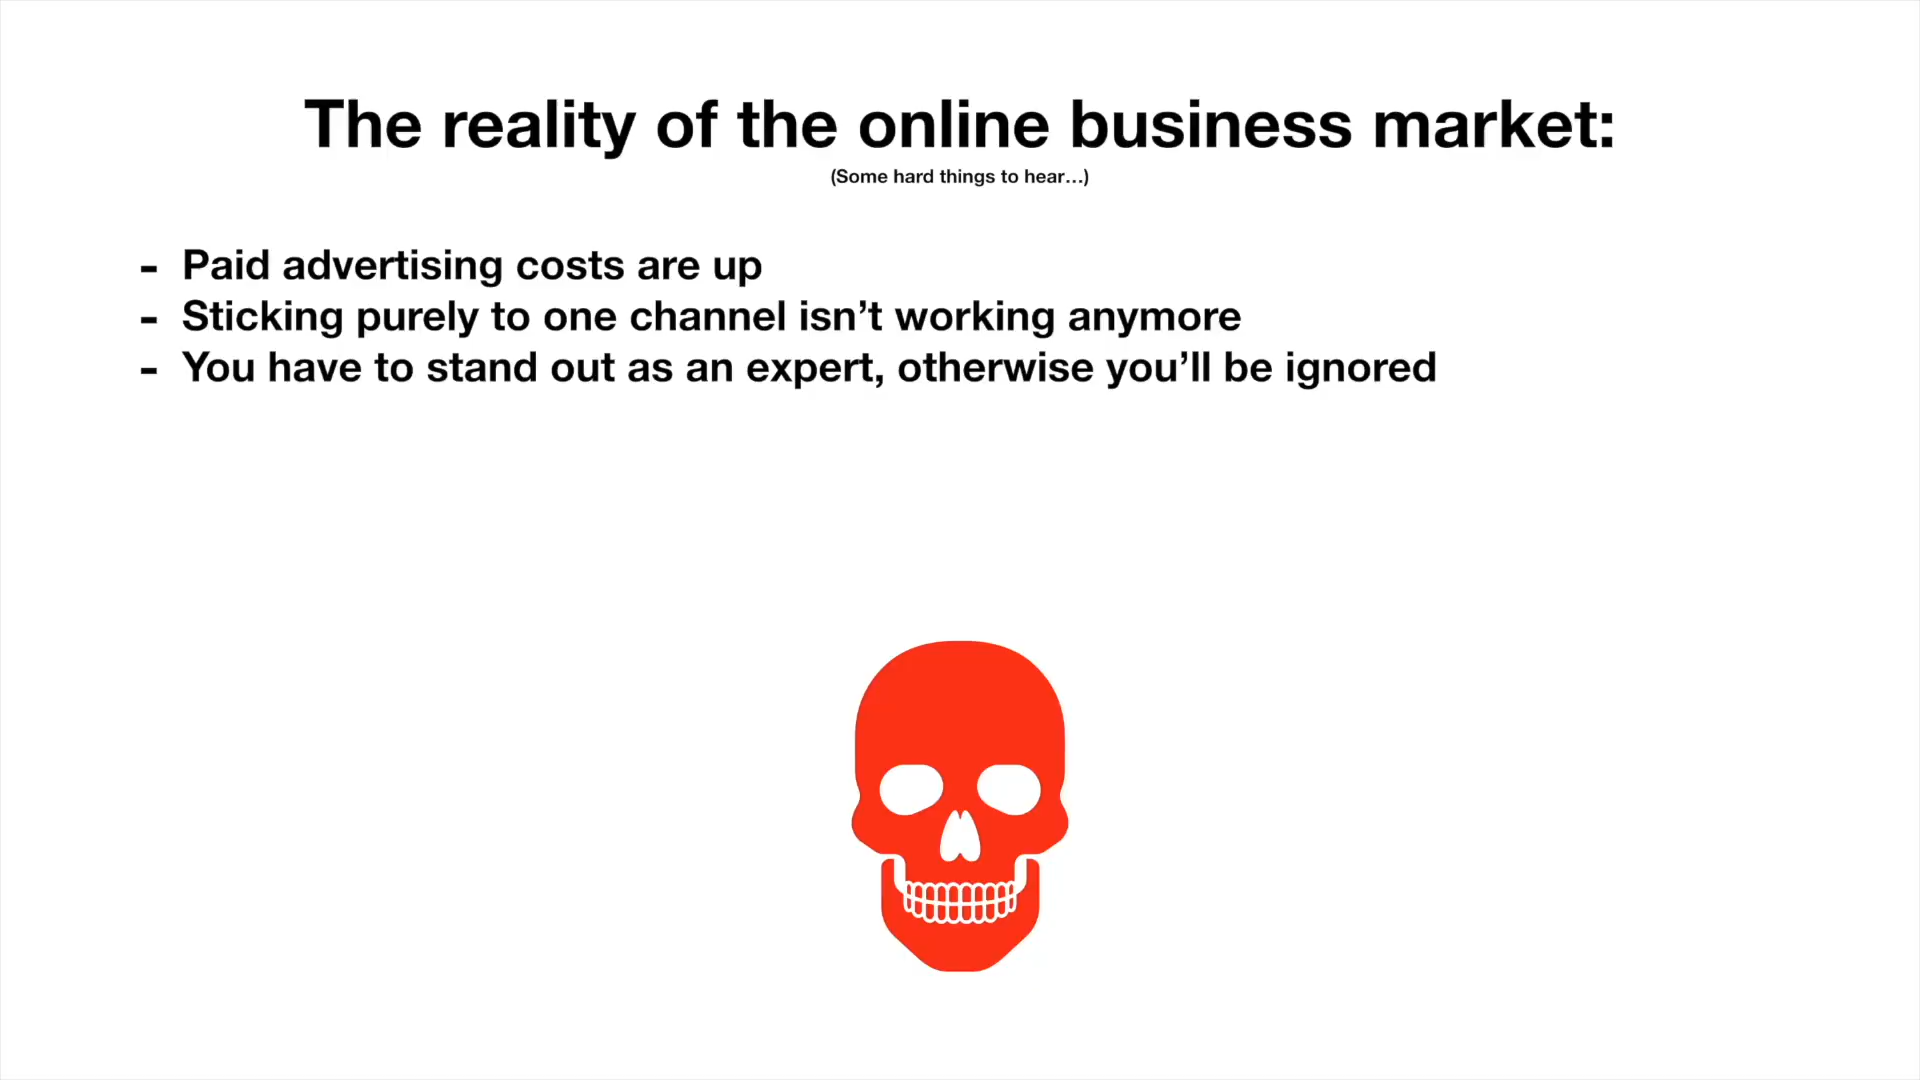 The reality of the online business market:
(Some hard things to hear…)
- Paid advertising costs are up
- Sticking purely to one channel isn’t working anymore
- You have to stand out as an expert, otherwise you’ll be ignored